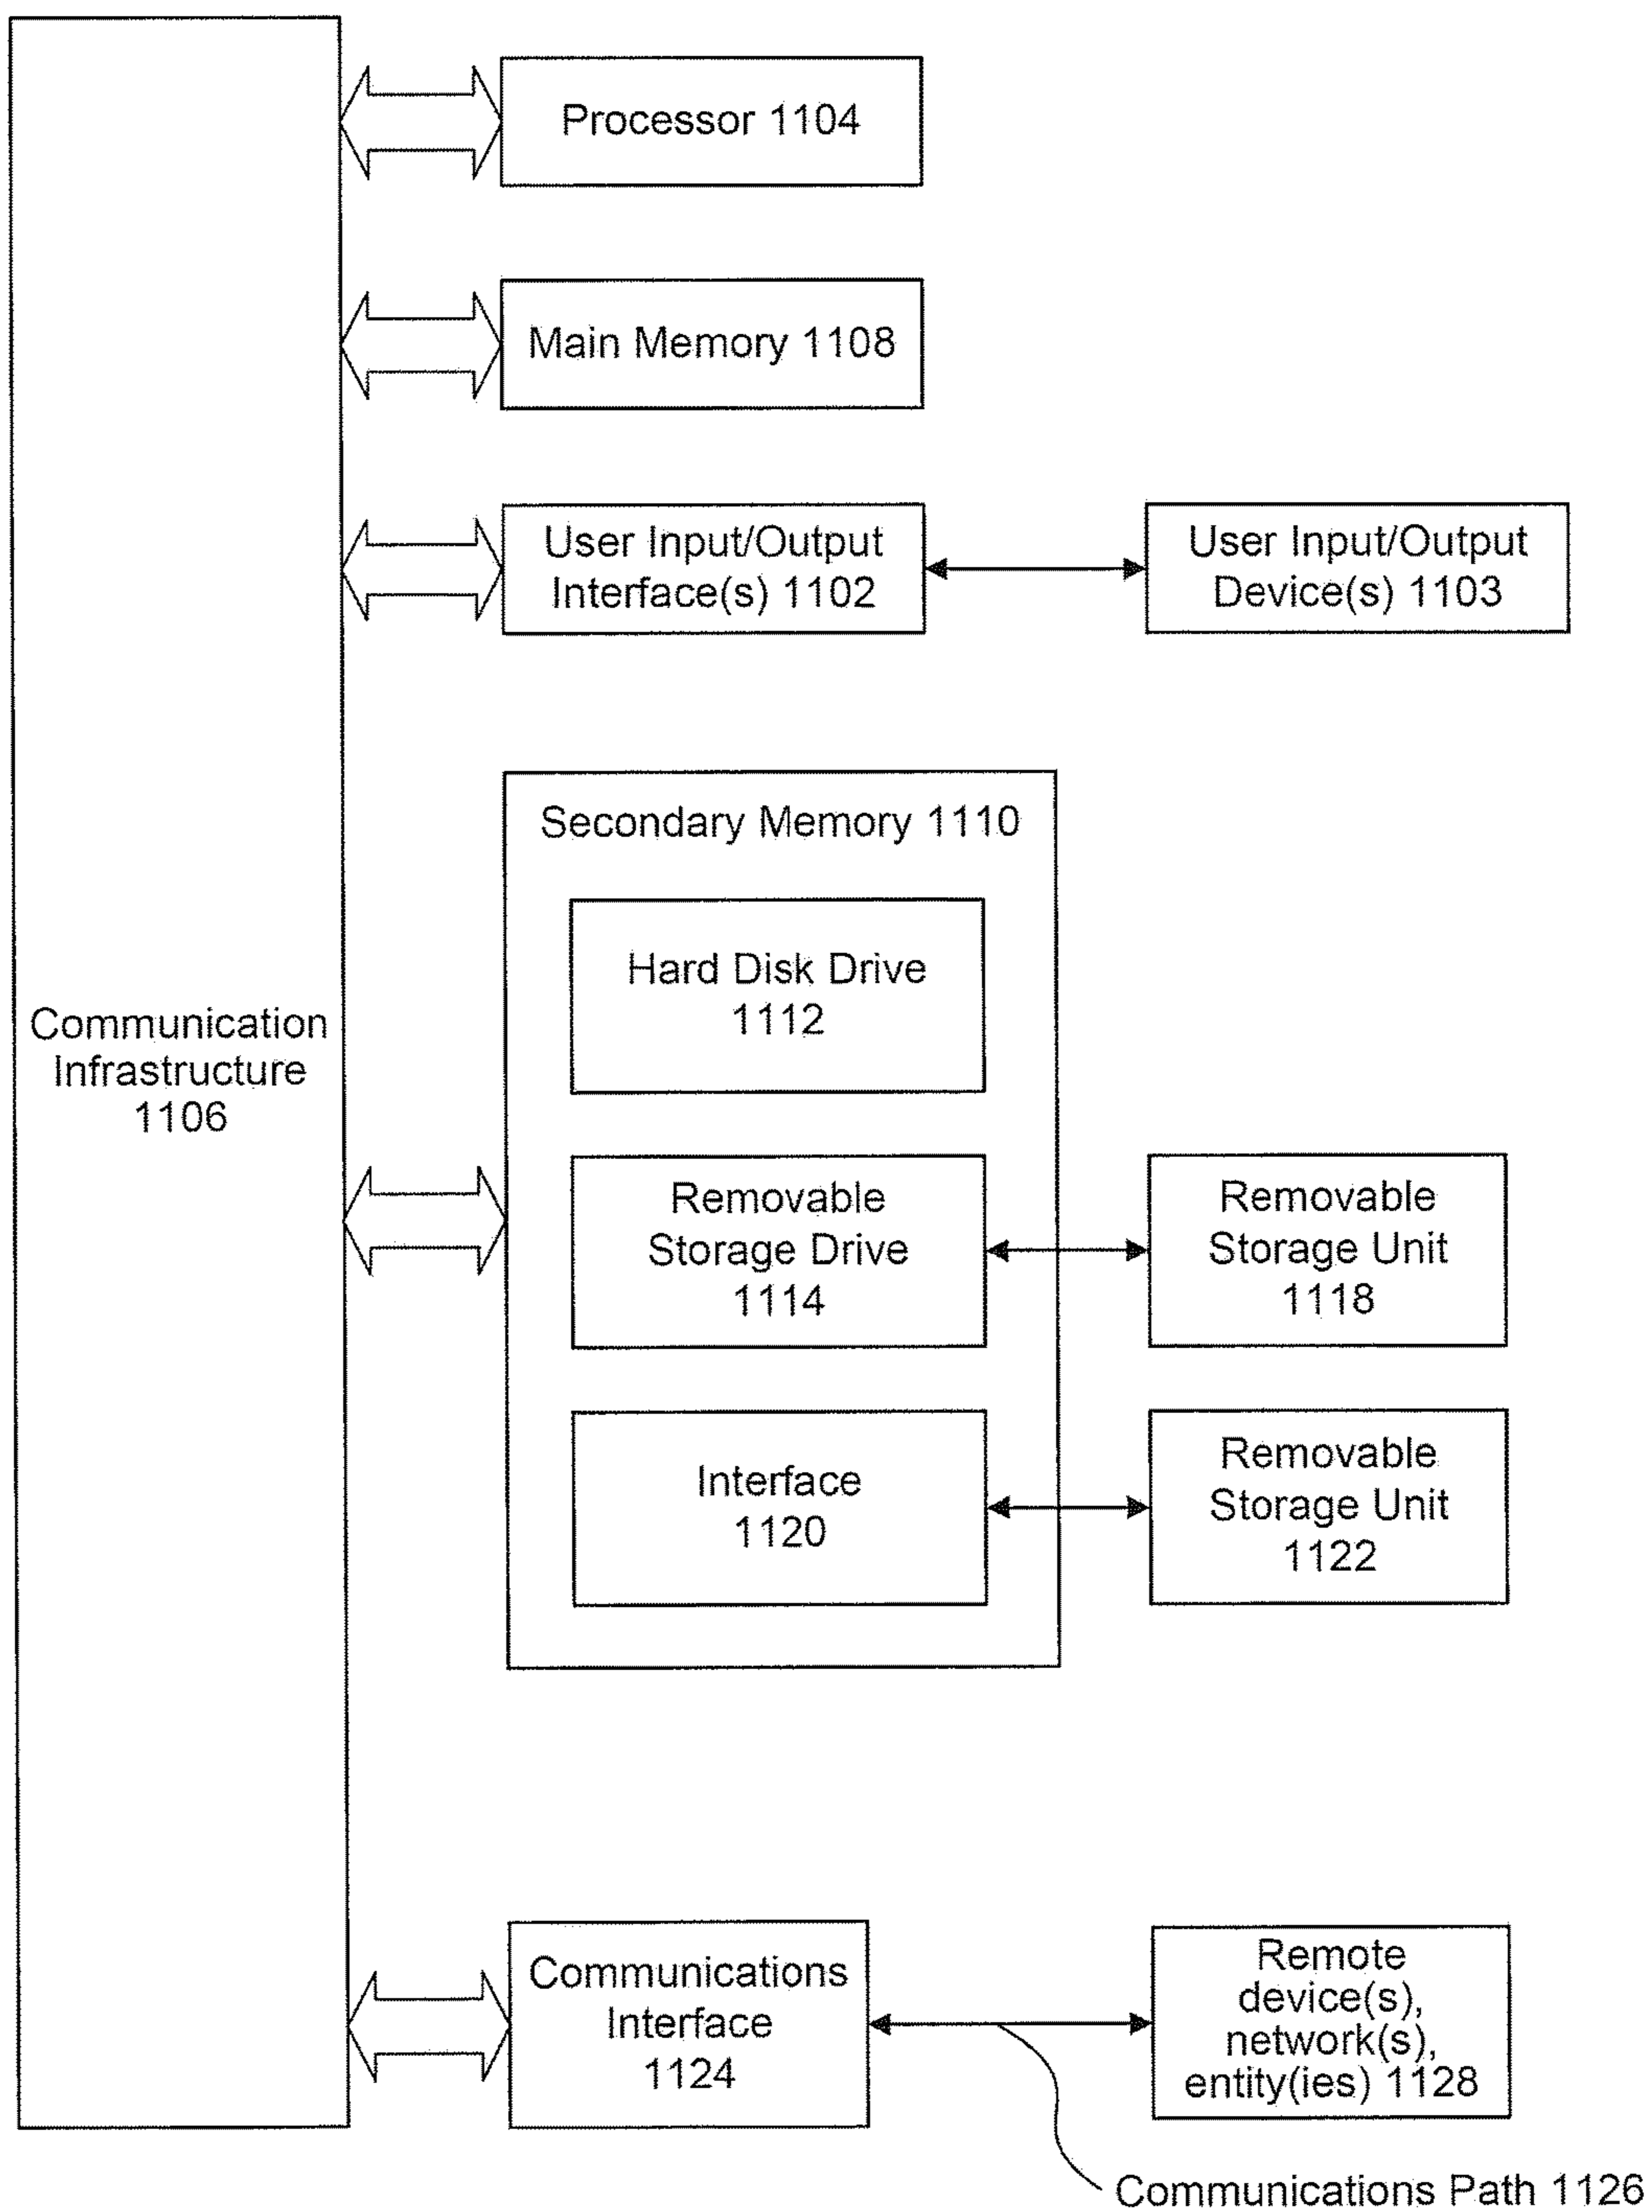 Processor 1104
Main Memory 1108
User Input/Output
Interface(s) 1102
User Input/Output
Device(s) 1103
Secondary Memory 1110
Hard Disk Drive
1112
Communication
Infrastructure
1106
Removable
Storage Drive
1114
Removable
Storage Unit
1118
Interface
1120
Removable
Storage Unit
1122
Communications
Interface
1124
Remote
device(s),
network(s),
entity(ies) 1128
Communications Path 1126